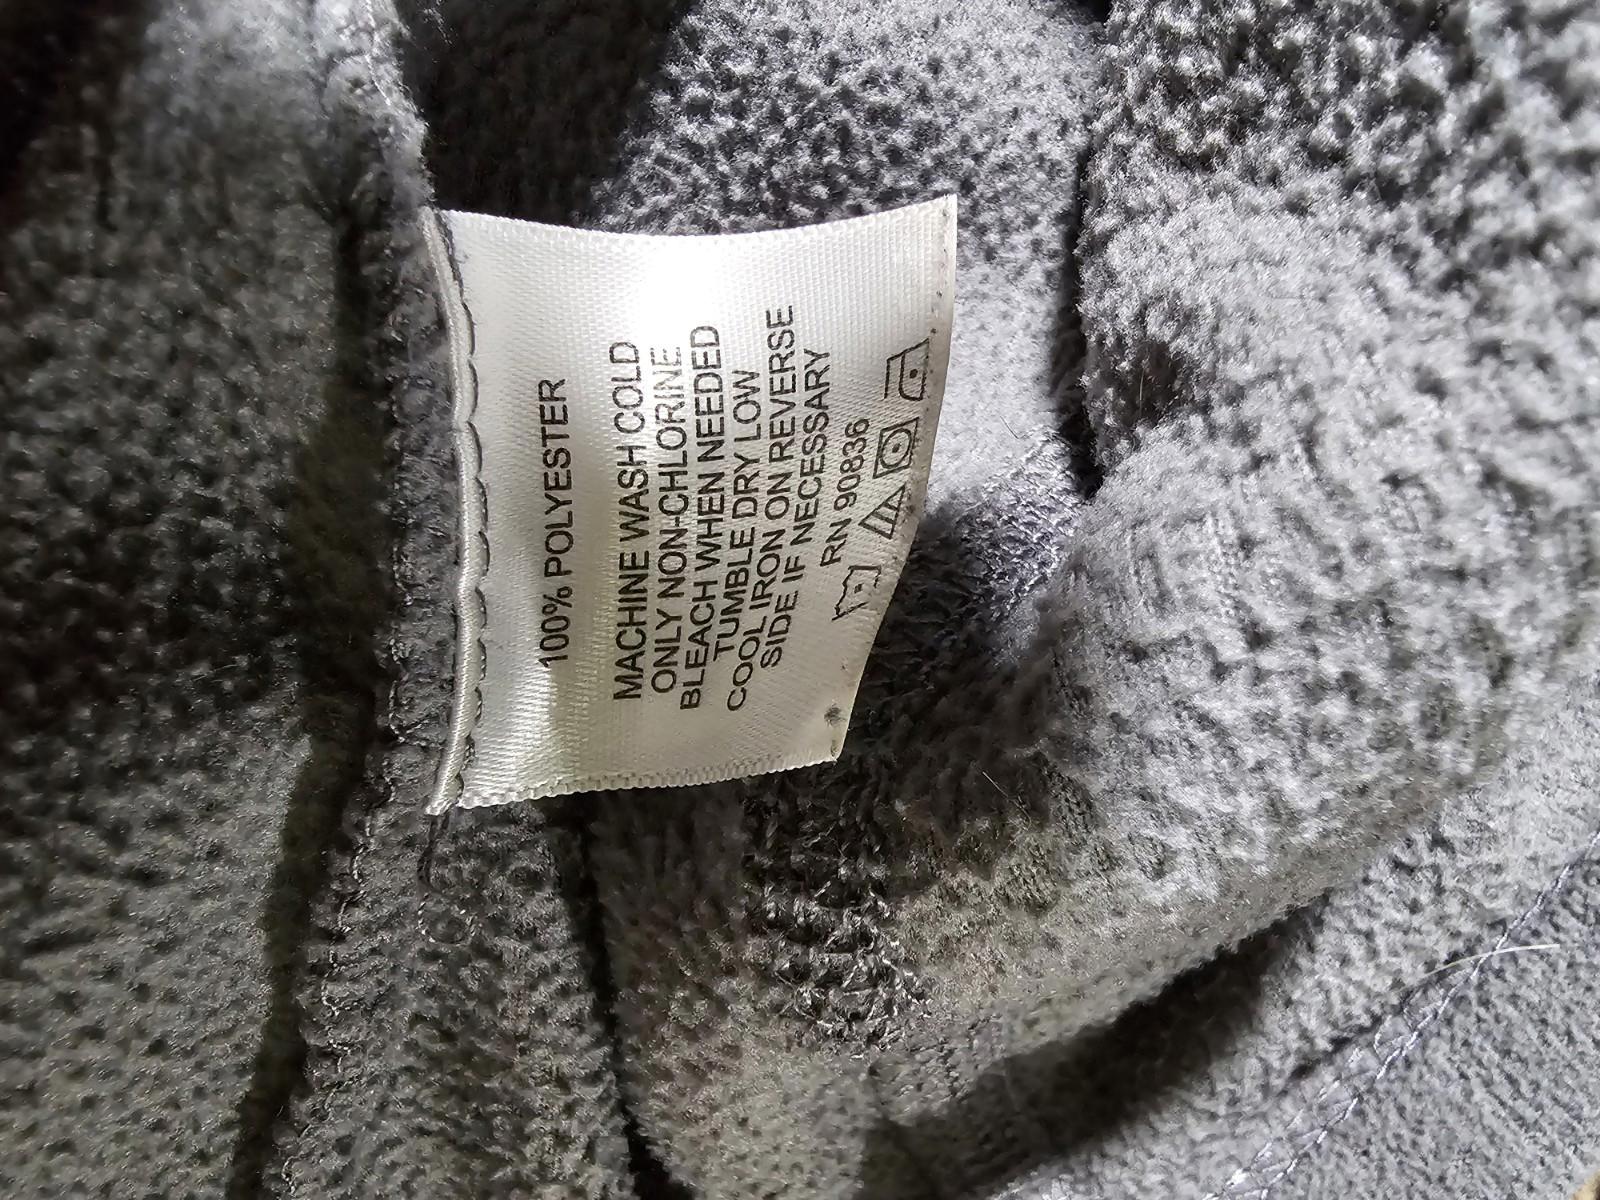 100% POLYESTER
MACHINE WASH COLD
ONLY NON-CHLORINE
BLEACH WHEN NEEDED
TUMBLE DRY LOW
COOL IRON ON REVERSE
SIDE IF NECESSARY
RN 90836